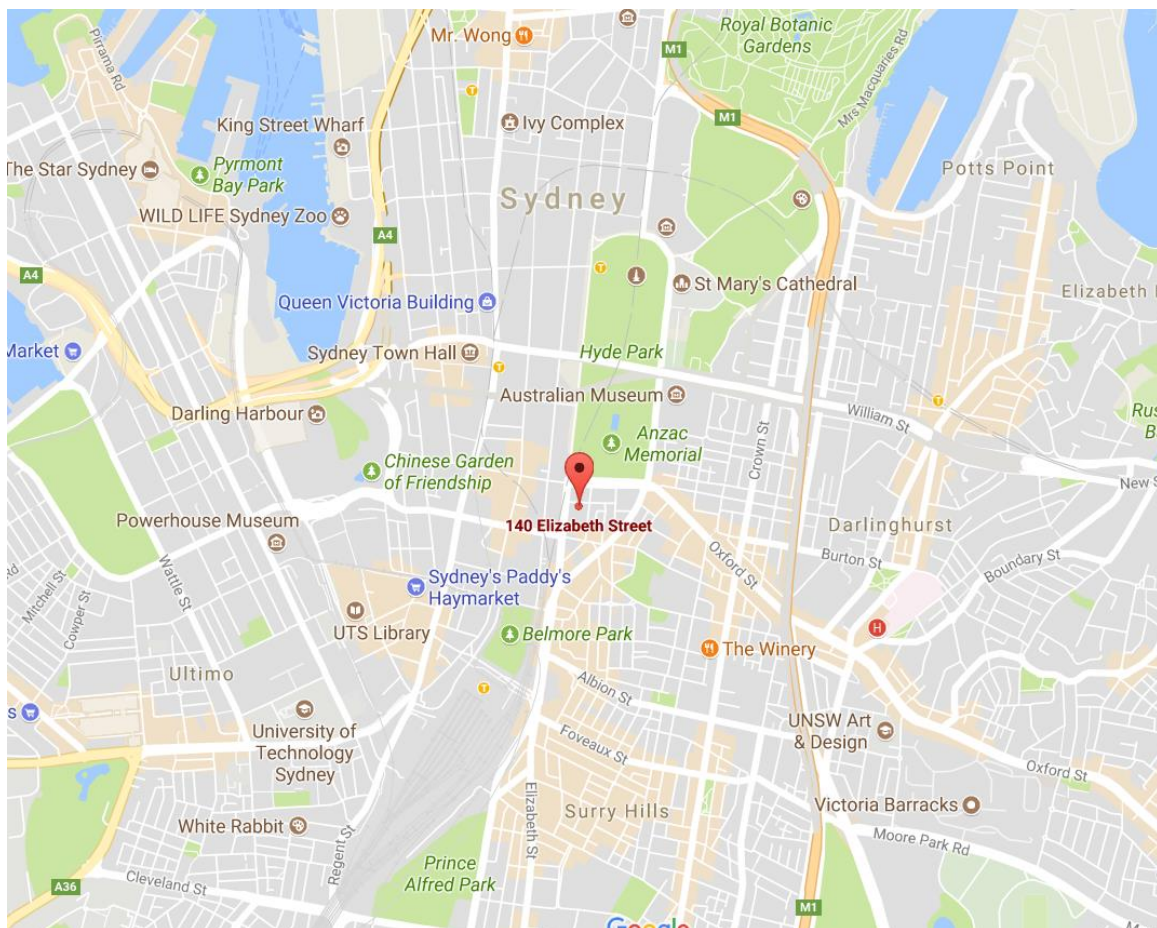 Pirrama Rd
Mr. Wong
M1
Royal Botanic
Gardens
Mrs Macquaries Rd
T
King Street Wharf
Ivy Complex
M1
The Star Sydney
Pyrmont
Bay Park
Potts Point
WILD LIFE Sydney Zoo
Sydney
A4
A4
T
St Mary's Cathedral
Elizabeth
Queen Victoria Building
Market
Sydney Town Hall
Hyde Park
T
Australian Museum
T
Darling Harbour
William St
Crown St
Anzac
Memorial
Chinese Garden
of Friendship
New S
Powerhouse Museum
140 Elizabeth Street
Darlinghurst
Wattle St
Oxford St
Burton St
Boundary St
Mitchell St
Cowper St
Sydney's Paddy's
Haymarket
UTS Library
Belmore Park
H
The Winery
Ultimo
T
Albion St
s
University of
Technology
Sydney
UNSW Art
& Design
Foveaux St
Oxford St
Elizabeth St
Surry Hills
Victoria Barracks
White Rabbit
Regent St
Moore Park Rd
Prince
Alfred Park
A36
Cleveland St
M1
Google